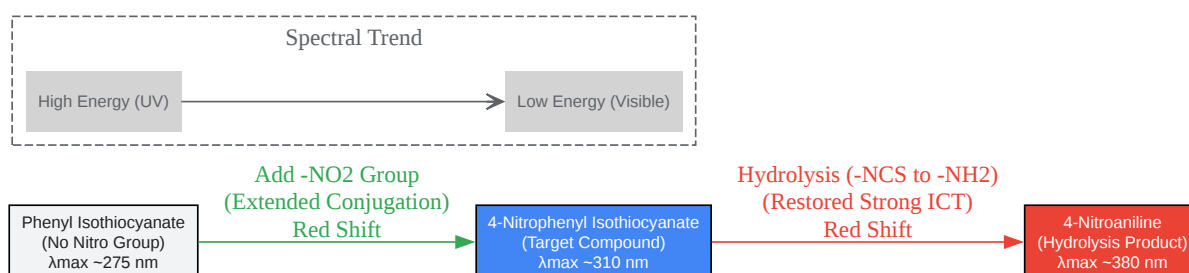 Spectral Trend
High Energy (UV)
Low Energy (Visible)
Add -NO2 Group
(Extended Conjugation)
Red Shift
Hydrolysis (-NCS to -NH2)
(Restored Strong ICT)
Red Shift
Phenyl Isothiocyanate
(No Nitro Group)
λmax ~275 nm
4-Nitrophenyl Isothiocyanate
(Target Compound)
λmax ~310 nm
4-Nitroaniline
(Hydrolysis Product)
λmax ~380 nm